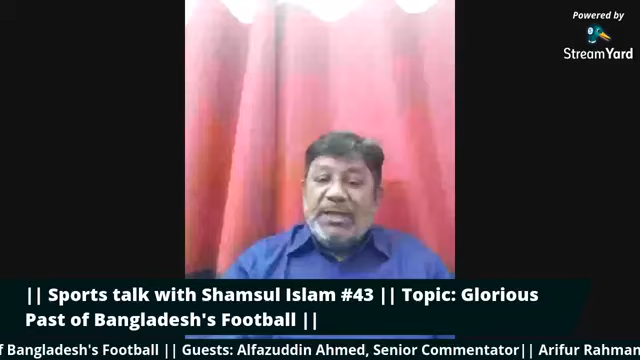 Powered by
StreamYard
|| Sports talk with Shamsul Islam #43 || Topic: Glorious
Past of Bangladesh's Football ||
f Bangladesh's Football || Guests: Alfazuddin Ahmed, Senior Commentator|| Arifur Rahman